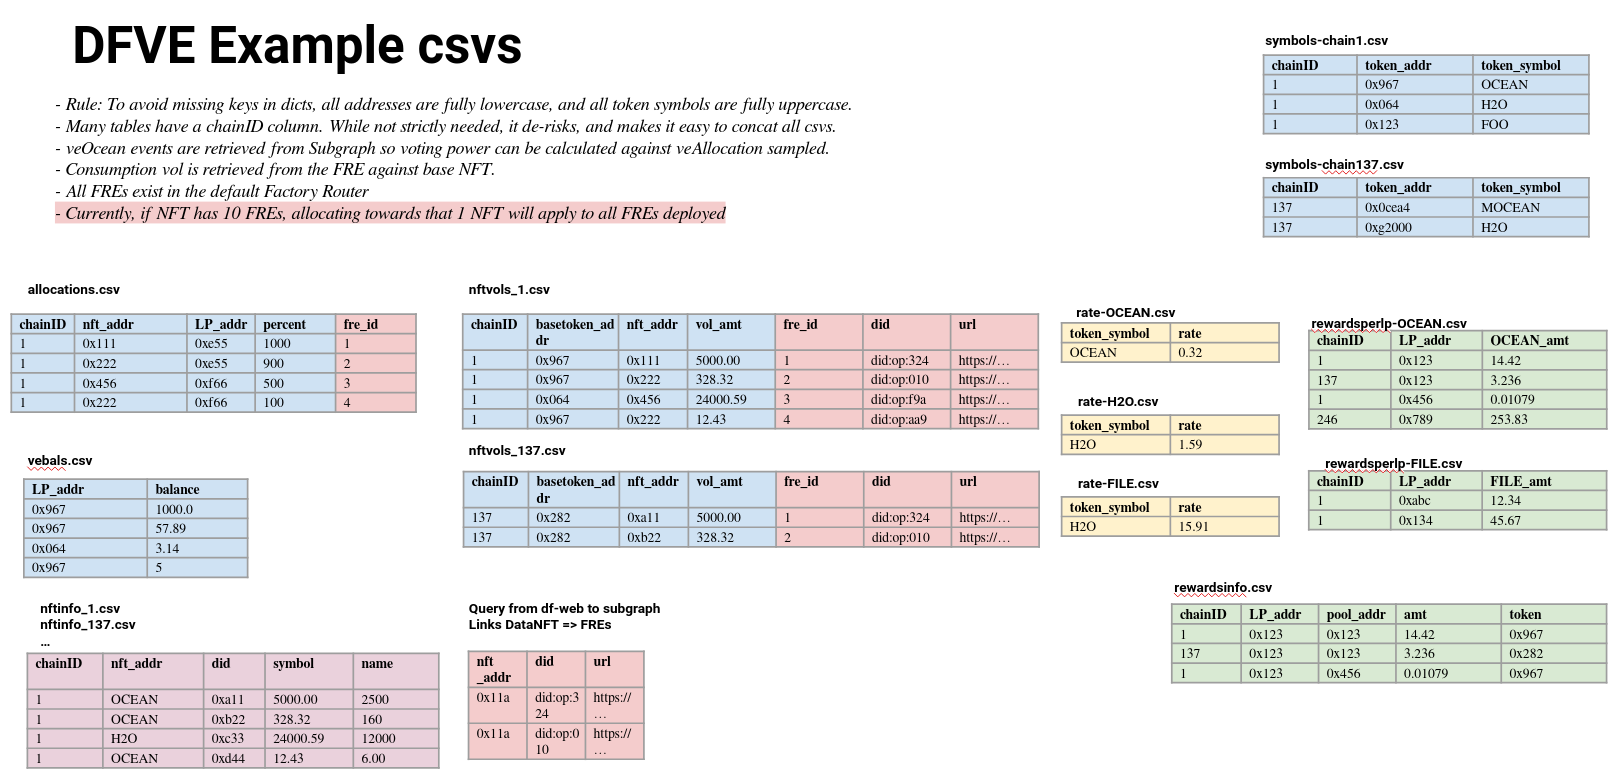 DFVE Example csvs
- Rule: To avoid missing keys in dicts, all addresses are fully lowercase, and all token symbols are fully uppercase.
- Many tables have a chainID column. While not strictly needed, it de-risks, and makes it easy to concat all csvs.
- veOcean events are retrieved from Subgraph so voting power can be calculated against veAllocation sampled.
- Consumption vol is retrieved from the FRE against base NFT.
- All FREs exist in the default Factory Router
- Currently, if NFT has 10 FREs, allocating towards that 1 NFT will apply to all FREs deployed
symbols-chain1.csv
chainID token_addr token_symbol
1 0x967 OCEAN
1 0x064 H2O
1 0x123 FOO
symbols-chain137.csv
chainID token_addr token_symbol
137 0x0cea4 MOCEAN
137 0xg2000 H2O
allocations.csv
chainID nft_addr LP_addr percent fre_id
1 0x111 0xe55 1000 1
1 0x222 0xe55 900 2
1 0x456 0xf66 500 3
1 0x222 0xf66 100 4
vebals.csv
LP_addr balance
0x967 1000.0
0x967 57.89
0x064 3.14
0x967 5
nftinfo_1.csv
nftinfo_137.csv
...
chainID nft_addr did symbol name
1 OCEAN 0xa11 5000.00 2500
1 OCEAN 0xb22 328.32 160
1 H2O 0xc33 24000.59 12000
1 OCEAN 0xd44 12.43 6.00
nftvols_1.csv
chainID basetoken_ad nft_addr vol_amt fre_id did url
dr
1 0x967 0x111 5000.00 1 did:op:324 https://…
1 0x967 0x222 328.32 2 did:op:010 https://…
1 0x064 0x456 24000.59 3 did:op:f9a https://…
1 0x967 0x222 12.43 4 did:op:aa9 https://…
nftvols_137.csv
chainID basetoken_ad nft_addr vol_amt fre_id did url
dr
137 0x282 0xa11 5000.00 1 did:op:324 https://…
137 0x282 0xb22 328.32 2 did:op:010 https://…
Query from df-web to subgraph
Links DataNFT => FREs
nft did url
_addr
0x11a did:op:3 https://
24 …
0x11a did:op:0 https://
10 …
rate-OCEAN.csv
token_symbol rate
OCEAN 0.32
rate-H2O.csv
token_symbol rate
H2O 1.59
rate-FILE.csv
token_symbol rate
H2O 15.91
rewardsperlp-OCEAN.csv
chainID LP_addr OCEAN_amt
1 0x123 14.42
137 0x123 3.236
1 0x456 0.01079
246 0x789 253.83
rewardsperlp-FILE.csv
chainID LP_addr FILE_amt
1 0xabc 12.34
1 0x134 45.67
rewardsinfo.csv
chainID LP_addr pool_addr amt token
1 0x123 0x123 14.42 0x967
137 0x123 0x123 3.236 0x282
1 0x123 0x456 0.01079 0x967